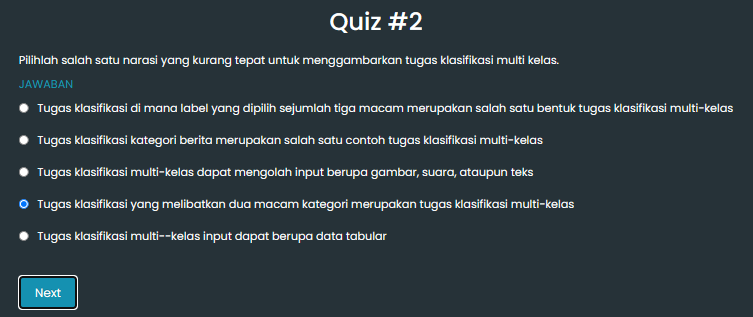 Quiz #2
Pilihlah salah satu narasi yang kurang tepat untuk menggambarkan tugas klasifikasi multi kelas.
JAWABAN
Tugas klasifikasi di mana label yang dipilih sejumlah tiga macam merupakan salah satu bentuk tugas klasifikasi multi-kelas
Tugas klasifikasi kategori berita merupakan salah satu contoh tugas klasifikasi multi-kelas
Tugas klasifikasi multi-kelas dapat mengolah input berupa gambar, suara, ataupun teks
Tugas klasifikasi yang melibatkan dua macam kategori merupakan tugas klasifikasi multi-kelas
Tugas klasifikasi multi--kelas input dapat berupa data tabular
Next